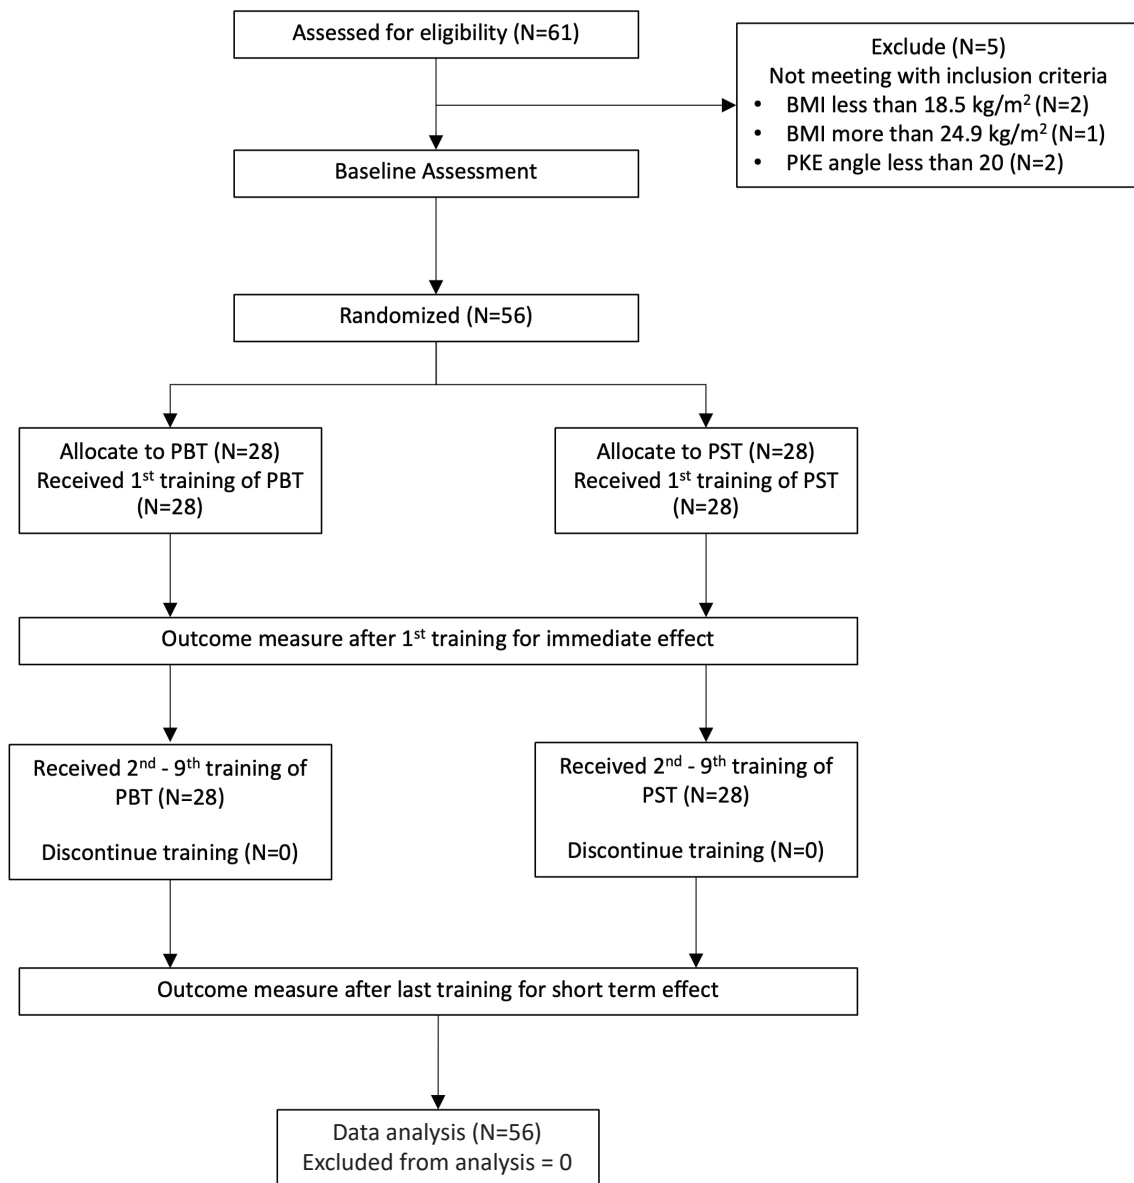 Assessed for eligibility (N=61)
Exclude (N=5)
Not meeting with inclusion criteria
• BMI less than 18.5 kg/m² (N=2)
• BMI more than 24.9 kg/m² (N=1)
• PKE angle less than 20 (N=2)
Baseline Assessment
Randomized (N=56)
Allocate to PBT (N=28)
Received 1ˢᵗ training of PBT
(N=28)
Allocate to PST (N=28)
Received 1ˢᵗ training of PST
(N=28)
Outcome measure after 1ˢᵗ training for immediate effect
Received 2ⁿᵈ - 9ᵗʰ training of
PBT (N=28)
Discontinue training (N=0)
Received 2ⁿᵈ - 9ᵗʰ training of
PST (N=28)
Discontinue training (N=0)
Outcome measure after last training for short term effect
Data analysis (N=56)
Excluded from analysis = 0